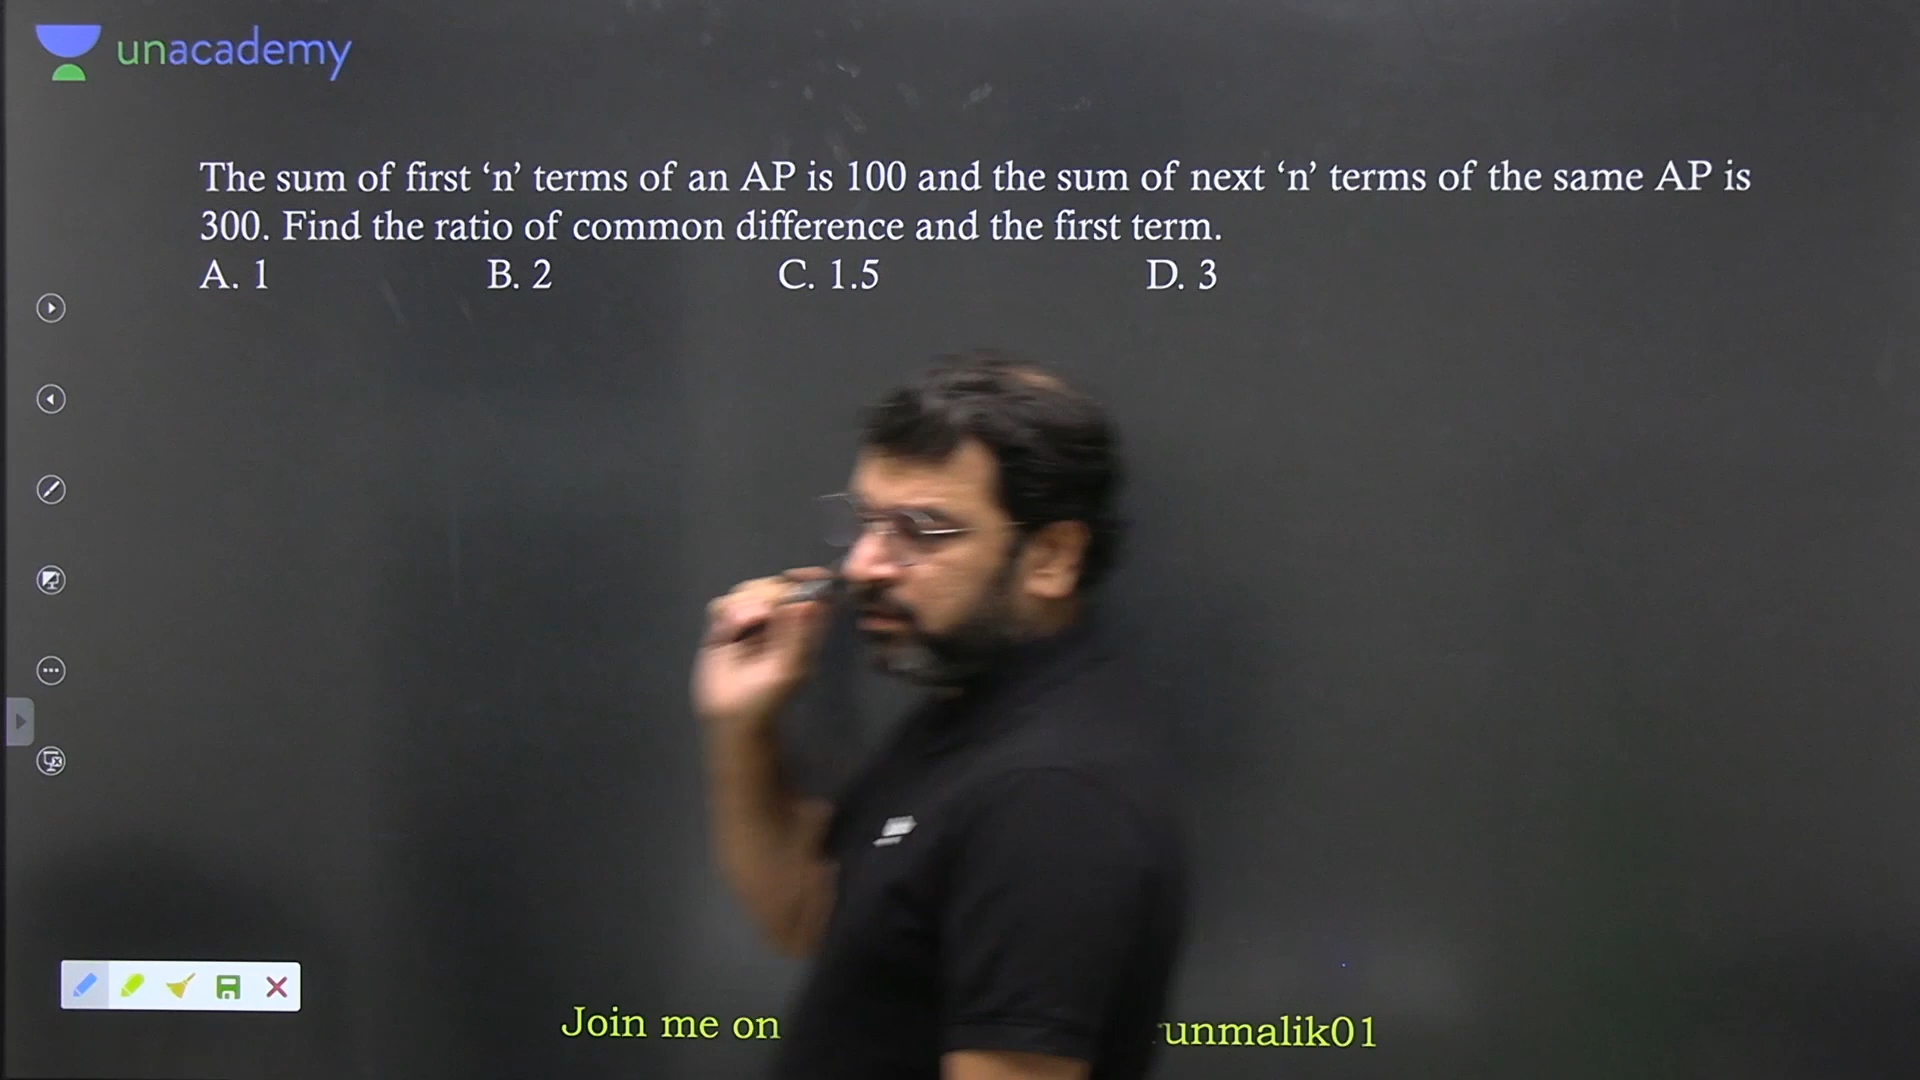 unacademy
The sum of first ‘n’ terms of an AP is 100 and the sum of next ‘n’ terms of the same AP is
300. Find the ratio of common difference and the first term.
A. 1 B. 2 C. 1.5 D. 3
Join me on unmalik01